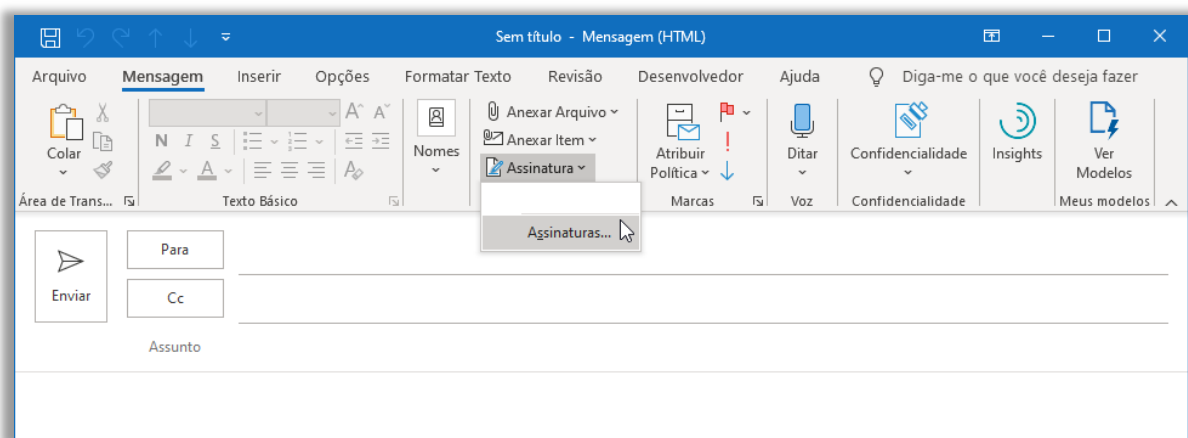 Sem título - Mensagem (HTML)
Arquivo Mensagem Inserir Opções Formatar Texto Revisão Desenvolvedor Ajuda Diga-me o que você deseja fazer
Colar
N I S
A A
A
Nomes
Anexar Arquivo
Anexar Item
Assinatura
Atribuir
Política
Ditar
Confidencialidade
Insights
Ver
Modelos
Área de Trans... Texto Básico Marcas Voz Confidencialidade Meus modelos
Assinaturas...
Enviar
Para
Cc
Assunto